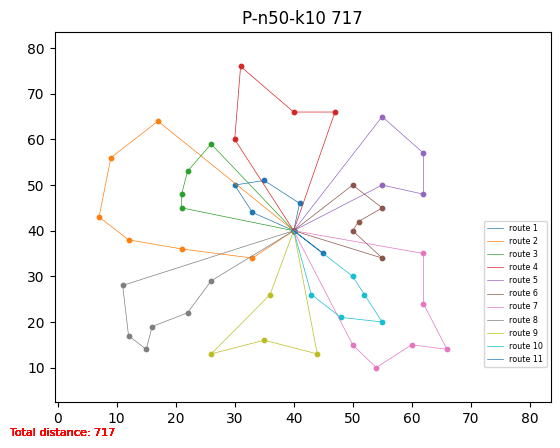 P-n50-k10 717
80
70
60
50
40
30
20
10
0 10 20 30 40 50 60 70 80
route 1
route 2
route 3
route 4
route 5
route 6
route 7
route 8
route 9
route 10
route 11
Total distance: 717